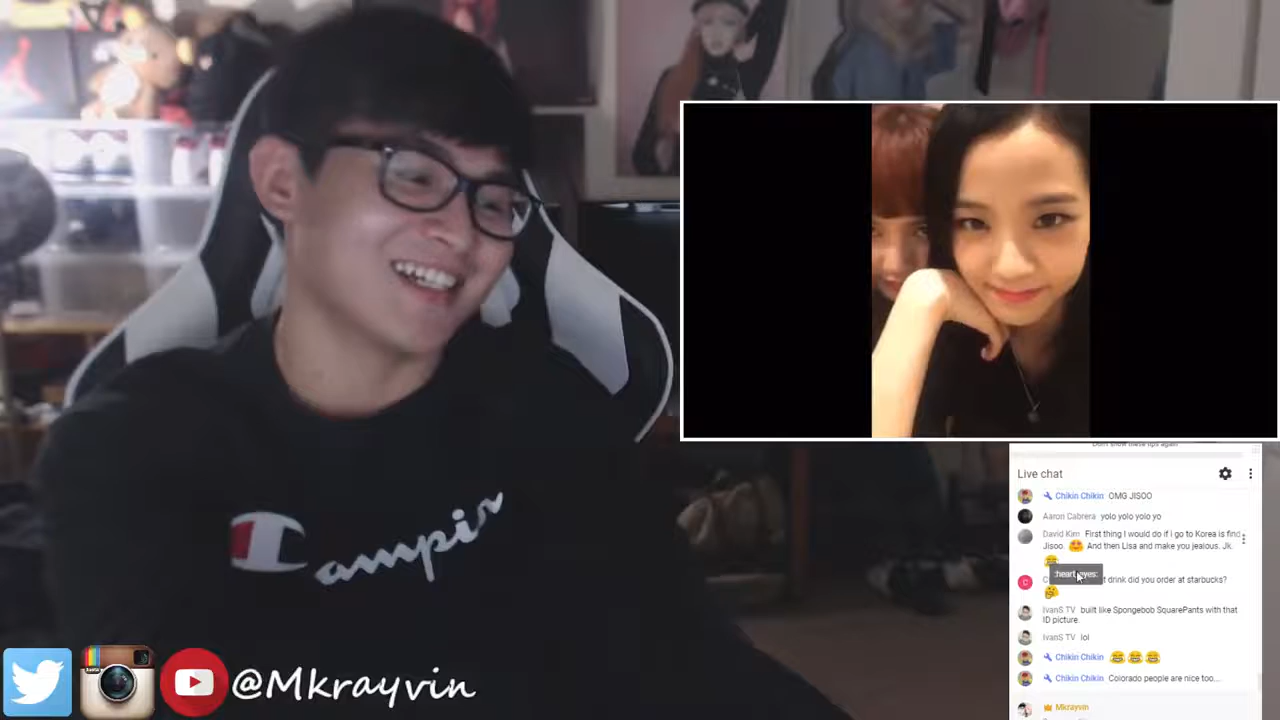 Campin
Live chat
Chikin Chikin OMG JISOO
Aaron Cabrera yolo yolo yolo yo
David Kim First thing I would do if I go to Korea is find
Jisoo. And then Lisa and make you jealous. Jk.
:heart_eyes:
drink did you order at starbucks?
IvanS TV built like Spongebob SquarePants with that
ID picture.
IvanS TV lol
Chikin Chikin
Chikin Chikin Colorado people are nice too...
Mkrayvin
@Mkrayvin